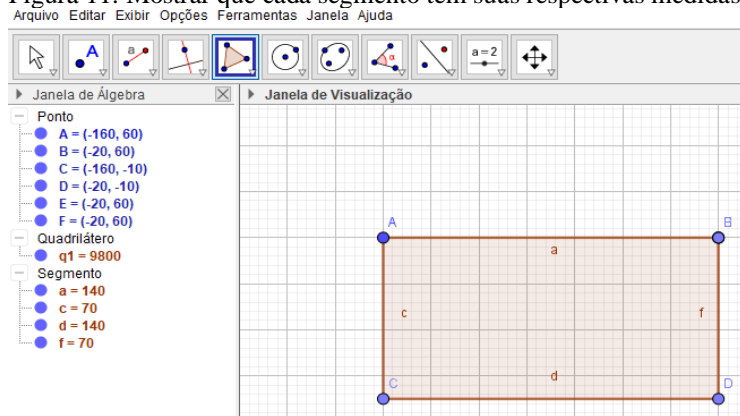 Figura 11: Mostrar que cada segmento tem suas respectivas medidas
Arquivo Editar Exibir Opções Ferramentas Janela Ajuda
A
a
α
a=2
Janela de Álgebra
Janela de Visualização
Ponto
A = (-160, 60)
B = (-20, 60)
C = (-160, -10)
D = (-20, -10)
E = (-20, 60)
F = (-20, 60)
Quadrilátero
q1 = 9800
Segmento
a = 140
c = 70
d = 140
f = 70
A
a
c
f
d
C
D